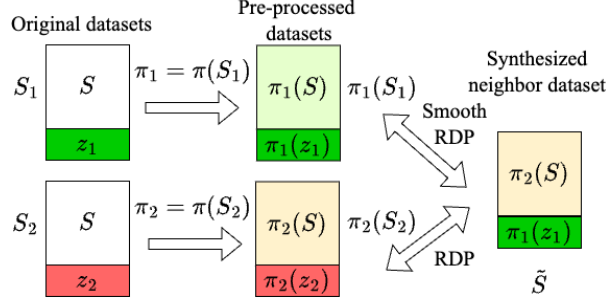 Original datasets
Pre-processed
datasets
Synthesized
neighbor dataset
S₁
S
z₁
π₁ = π(S₁)
π₁(S)
π₁(z₁)
π₁(S₁)
Smooth
RDP
S₂
S
z₂
π₂ = π(S₂)
π₂(S)
π₂(z₂)
π₂(S₂)
RDP
π₂(S)
π₁(z₁)
S̃